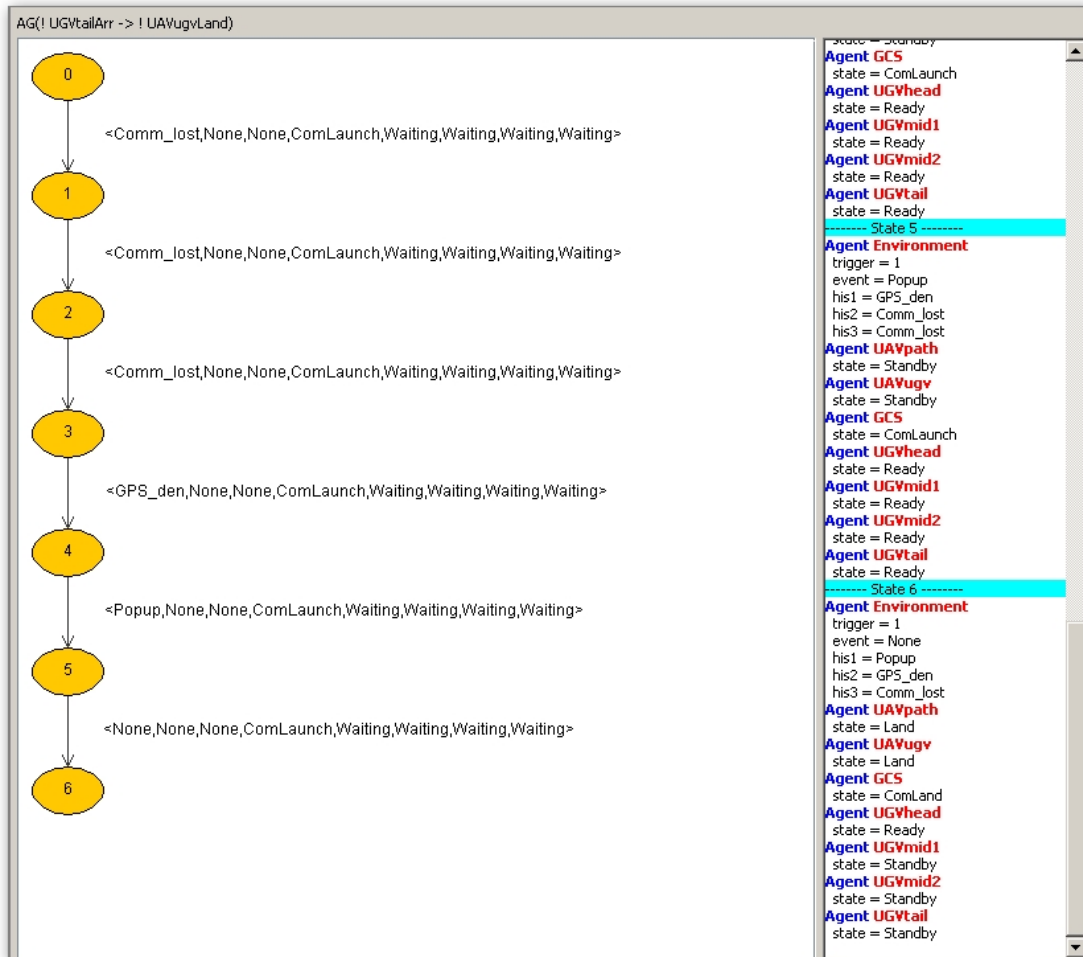 AG(! UGVtailArr -> ! UAVugvLand)
0
<Comm_lost,None,None,ComLaunch,Waiting,Waiting,Waiting,Waiting>
1
<Comm_lost,None,None,ComLaunch,Waiting,Waiting,Waiting,Waiting>
2
<Comm_lost,None,None,ComLaunch,Waiting,Waiting,Waiting,Waiting>
3
<GPS_den,None,None,ComLaunch,Waiting,Waiting,Waiting,Waiting>
4
<Popup,None,None,ComLaunch,Waiting,Waiting,Waiting,Waiting>
5
<None,None,None,ComLaunch,Waiting,Waiting,Waiting,Waiting>
6
state = Standby
Agent GCS
state = ComLaunch
Agent UGVhead
state = Ready
Agent UGVmid1
state = Ready
Agent UGVmid2
state = Ready
Agent UGVtail
state = Ready
-------- State 5 --------
Agent Environment
trigger = 1
event = Popup
his1 = GPS_den
his2 = Comm_lost
his3 = Comm_lost
Agent UAVpath
state = Standby
Agent UAVugv
state = Standby
Agent GCS
state = ComLaunch
Agent UGVhead
state = Ready
Agent UGVmid1
state = Ready
Agent UGVmid2
state = Ready
Agent UGVtail
state = Ready
-------- State 6 --------
Agent Environment
trigger = 1
event = None
his1 = Popup
his2 = GPS_den
his3 = Comm_lost
Agent UAVpath
state = Land
Agent UAVugv
state = Land
Agent GCS
state = ComLand
Agent UGVhead
state = Ready
Agent UGVmid1
state = Standby
Agent UGVmid2
state = Standby
Agent UGVtail
state = Standby